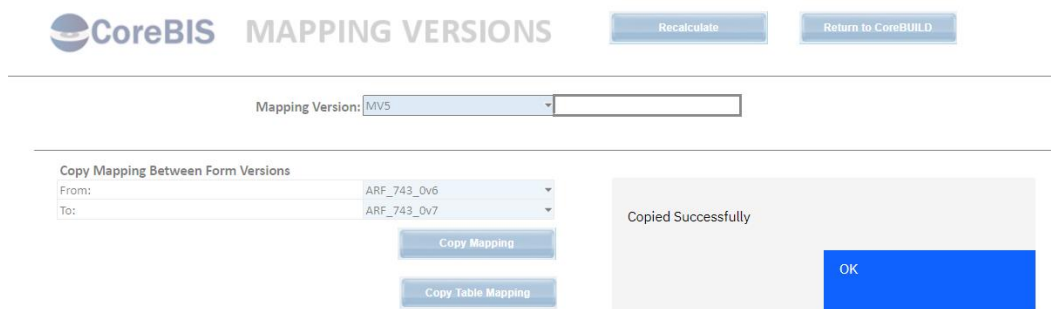 CoreBIS MAPPING VERSIONS Recalculate Return to CoreBUILD
Mapping Version: MV5
Copy Mapping Between Form Versions
From: ARF_743_0v6
To: ARF_743_0v7
Copied Successfully
Copy Mapping
OK
Copy Table Mapping